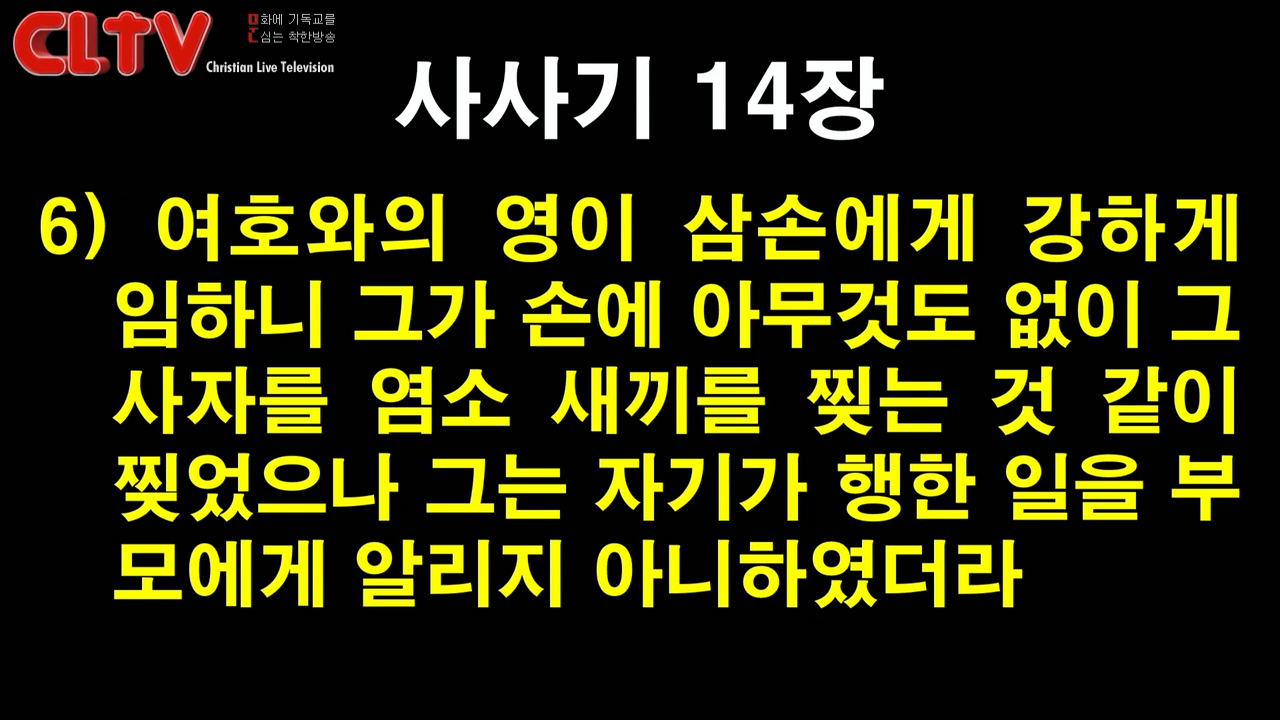 CLTV
문화에 기독교를
심는 착한방송
Christian Live Television
사사기 14장
6) 여호와의 영이 삼손에게 강하게
임하니 그가 손에 아무것도 없이 그
사자를 염소 새끼를 찢는 것 같이
찢었으나 그는 자기가 행한 일을 부
모에게 알리지 아니하였더라